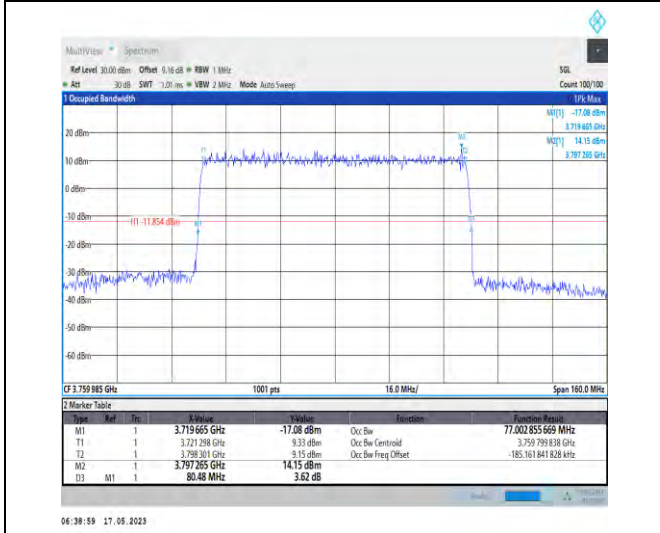 MultiView Spectrum
Ref Level 30.00 dBm Offset 9.16 dB RBW 1 MHz SGL
Att 30 dB SWT 1.01 ms VBW 2 MHz Mode Auto Sweep Count 100/100
1 Occupied Bandwidth 1Pk Max
M1[1] -17.08 dBm
3.719 665 GHz
20 dBm M2[1] 14.15 dBm
3.797 265 GHz
M2
T1 T2
10 dBm
0 dBm
-10 dBm H1 -11.854 dBm M1
-20 dBm
-30 dBm
-40 dBm
-50 dBm
-60 dBm
CF 3.759 985 GHz 1001 pts 16.0 MHz/ Span 160.0 MHz
2 Marker Table
Type Ref Trc X-Value Y-Value Function Function Result
M1 1 3.719 665 GHz -17.08 dBm Occ Bw 77.002 855 669 MHz
T1 1 3.721 298 GHz 9.33 dBm Occ Bw Centroid 3.759 799 838 GHz
T2 1 3.798 301 GHz 9.15 dBm Occ Bw Freq Offset -185.161 841 828 kHz
M2 1 3.797 265 GHz 14.15 dBm
D3 M1 1 80.48 MHz 3.62 dB
06:38:59 17.05.2023